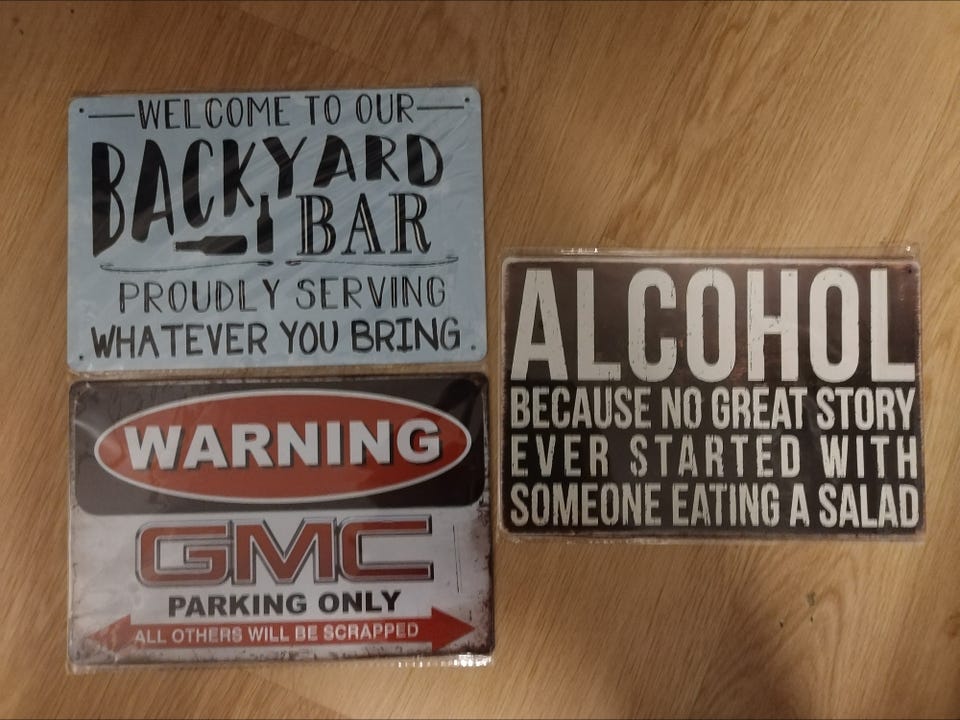 WELCOME TO OUR
BACKYARD
BAR
PROUDLY SERVING
WHATEVER YOU BRING
WARNING
GMC
PARKING ONLY
ALL OTHERS WILL BE SCRAPPED
ALCOHOL
BECAUSE NO GREAT STORY
EVER STARTED WITH
SOMEONE EATING A SALAD